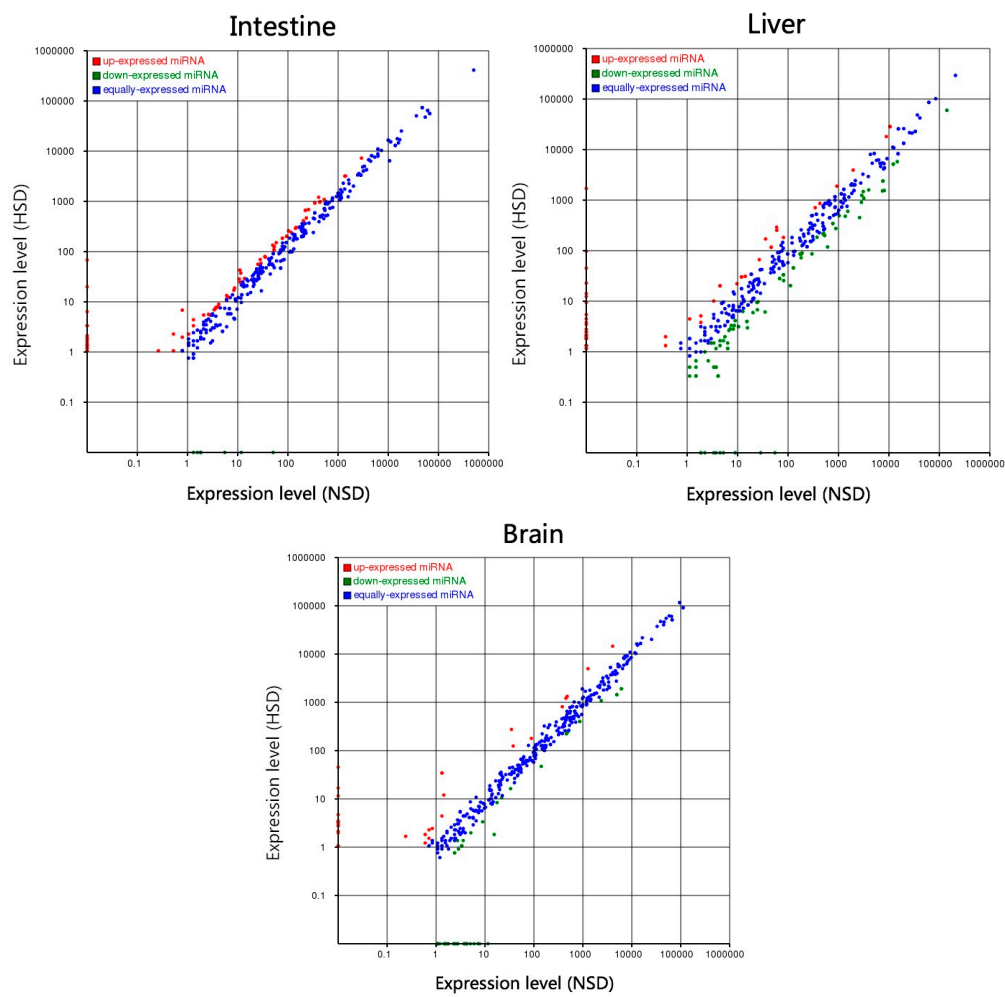 Intestine
1000000
up-expressed miRNA
down-expressed miRNA
equally-expressed miRNA
100000
10000
1000
100
10
1
0.1
Expression level (HSD)
0.1 1 10 100 1000 10000 100000 1000000
Expression level (NSD)
Liver
1000000
up-expressed miRNA
down-expressed miRNA
equally-expressed miRNA
100000
10000
1000
100
10
1
0.1
Expression level (HSD)
0.1 1 10 100 1000 10000 100000 1000000
Expression level (NSD)
Brain
1000000
up-expressed miRNA
down-expressed miRNA
equally-expressed miRNA
100000
10000
1000
100
10
1
0.1
Expression level (HSD)
0.1 1 10 100 1000 10000 100000 1000000
Expression level (NSD)